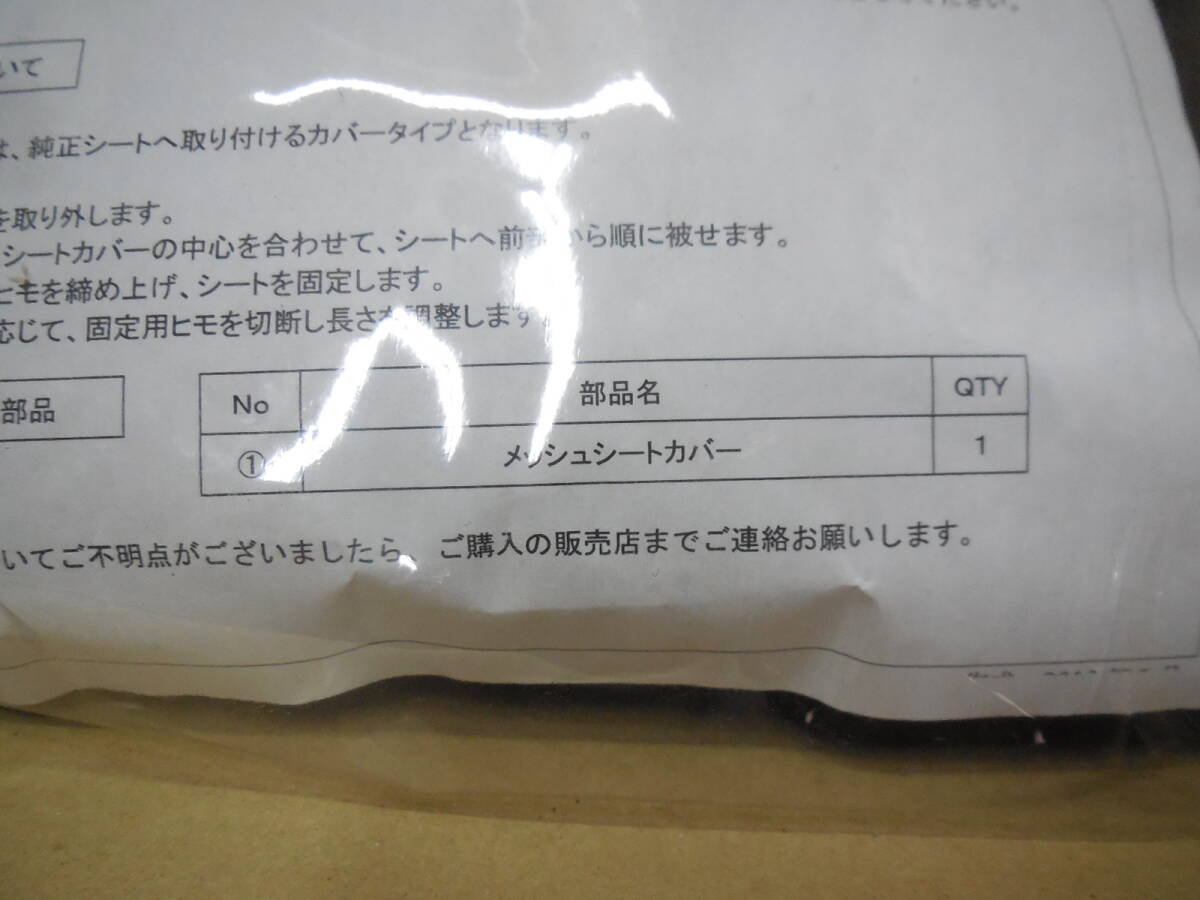 ください。
いて
は、純正シートへ取り付けるカバータイプとなります。
を取り外します。
シートカバーの中心を合わせて、シートへ前部から順に被せます。
ヒモを締め上げ、シートを固定します。
応じて、固定用ヒモを切断し長さを調整します。
部品
No 部品名 QTY
① メッシュシートカバー 1
いてご不明点がございましたら、ご購入の販売店までご連絡お願いします。